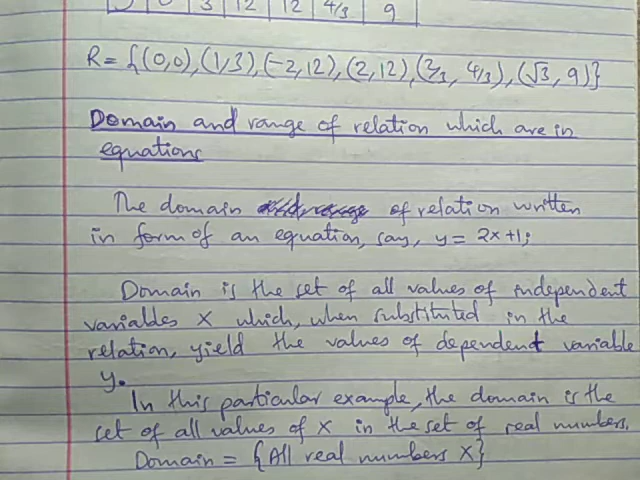 0 3 12 12 4/3 9
R = {(0,0),(1,3),(-2,12),(2,12),(2/3, 4/3),(√3, 9)}
Domain and range of relation which are in
equations
The domain of relation written
in form of an equation, say, y = 2x+1;
Domain is the set of all values of independent
variables x which, when substituted in the
relation, yield the values of dependent variable
y.
In this particular example, the domain is the
set of all values of x in the set of real numbers.
Domain = {All real numbers x}